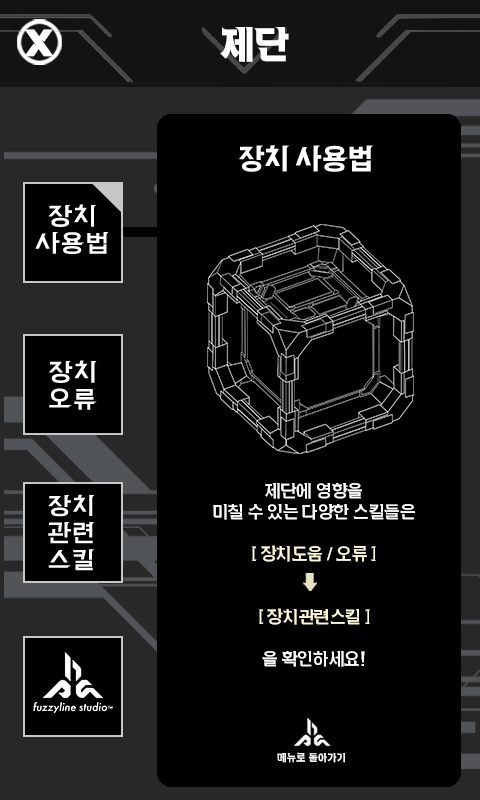 X
제단
장치
사용법
장치
오류
장치
관련
스킬
fuzzyline studio™
장치 사용법
제단에 영향을
미칠 수 있는 다양한 스킬들은
[ 장치도움 / 오류 ]
[ 장치관련스킬 ]
을 확인하세요!
메뉴로 돌아가기